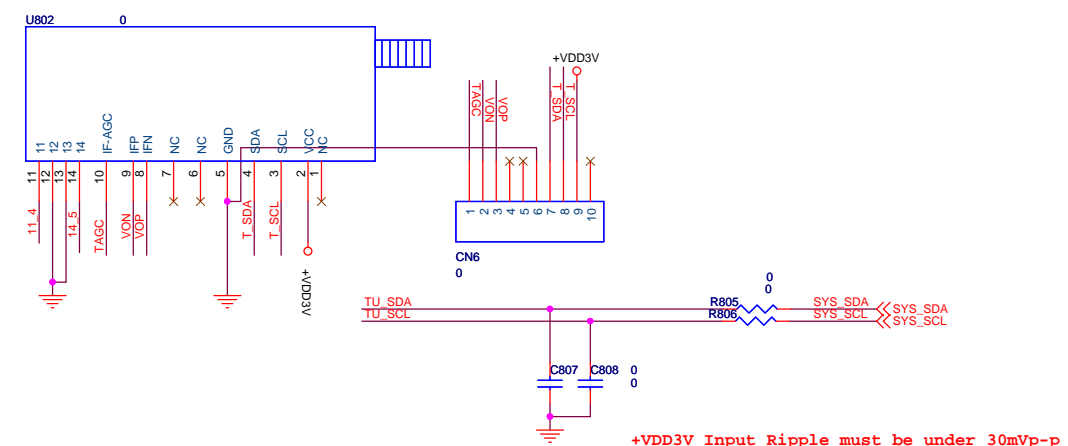 U802 0
+VDD3V
TAGC
VON
VOP
T_SDA
T_SCL
11
12
13
14
IF-AGC
IFP
IFN
NC
NC
GND
SDA
SCL
VCC
NC
11
12
13
14
10
9
8
7
6
5
4
3
2
1
11_4
14_5
TAGC
VON
VOP
T_SDA
T_SCL
+VDD3V
1
2
3
4
5
6
7
8
9
10
CN6
0
0
0
TU_SDA R805 SYS_SDA SYS_SDA
TU_SCL R806 SYS_SCL SYS_SCL
C807 C808 0
0
+VDD3V Input Ripple must be under 30mVp-p